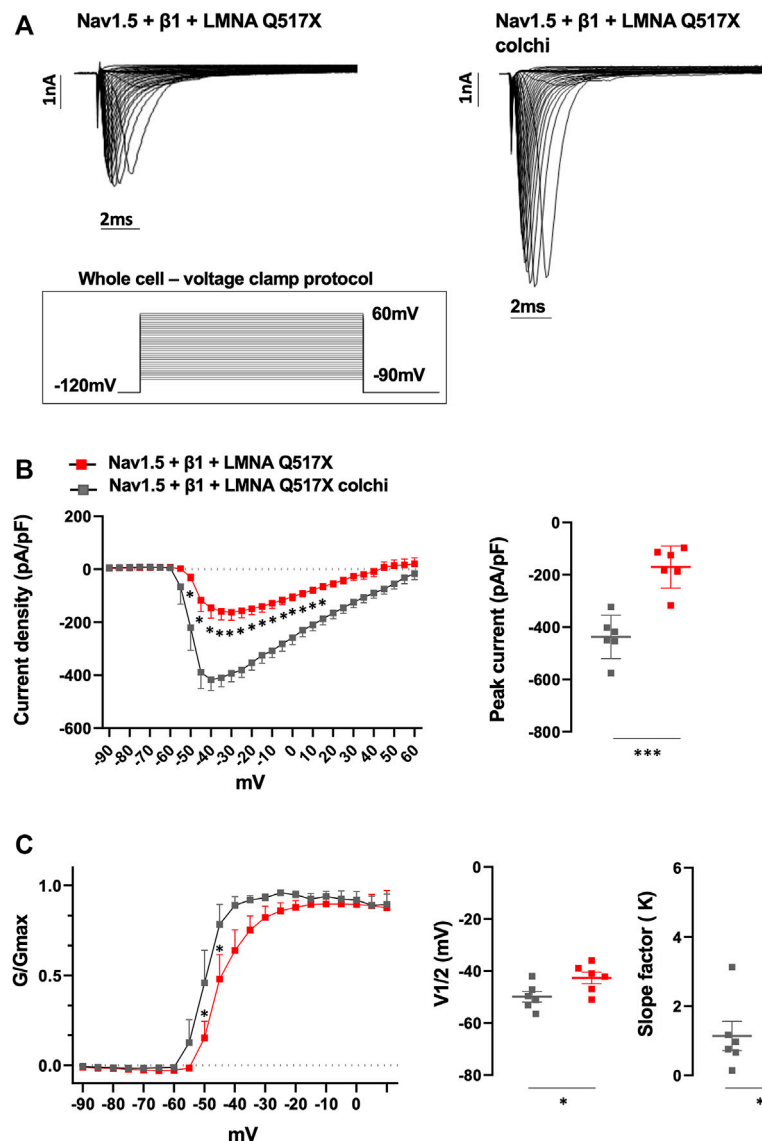 A
Nav1.5 + β1 + LMNA Q517X
Nav1.5 + β1 + LMNA Q517X
colchi
1nA
1nA
2ms
2ms
Whole cell – voltage clamp protocol
60mV
-120mV
-90mV
B
Nav1.5 + β1 + LMNA Q517X
Nav1.5 + β1 + LMNA Q517X colchi
Current density (pA/pF)
200
0
-200
-400
-600
* * * * * * * * * * * * * *
-90 -80 -70 -60 -50 -40 -30 -20 -10 0 10 20 30 40 50 60
mV
Peak current (pA/pF)
0
-200
-400
-600
-800
***
C
G/Gmax
1.0
0.5
0.0
*
*
-90 -80 -70 -60 -50 -40 -30 -20 -10 0
mV
V1/2 (mV)
0
-20
-40
-60
-80
*
Slope factor ( K)
6
4
2
0
*